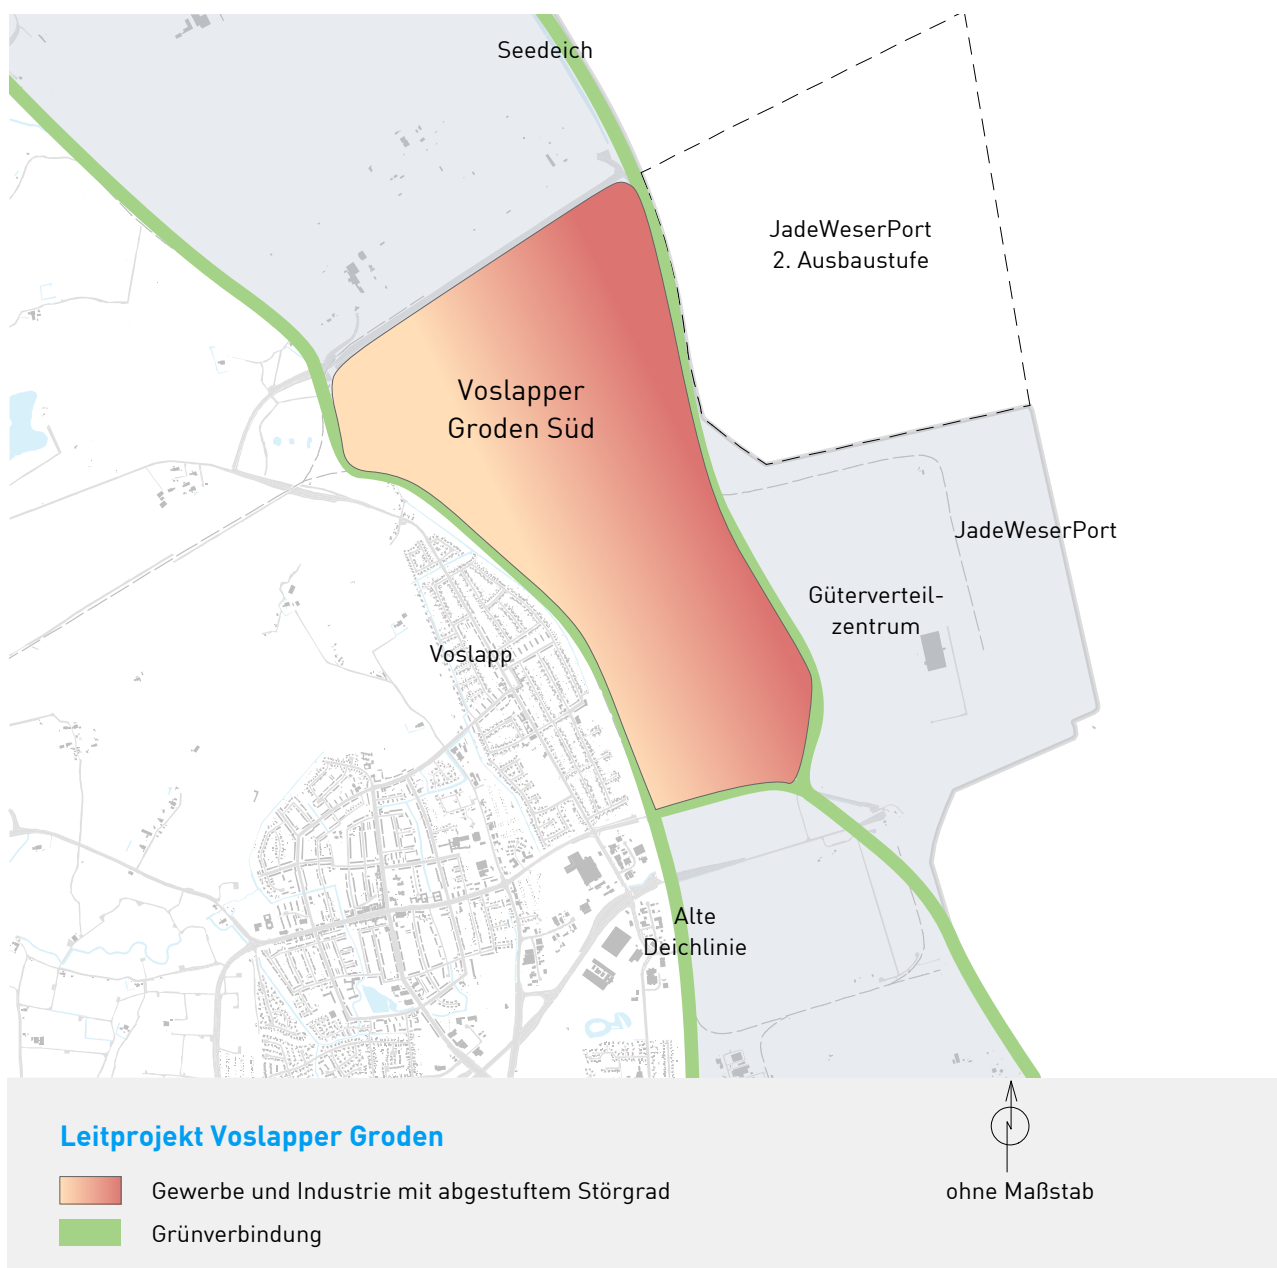 Seedeich
JadeWeserPort
2. Ausbaustufe
Voslapper
Groden Süd
JadeWeserPort
Güterverteil-
zentrum
Voslapp
Alte
Deichlinie
Leitprojekt Voslapper Groden
Gewerbe und Industrie mit abgestuftem Störgrad
Grünverbindung
N
ohne Maßstab